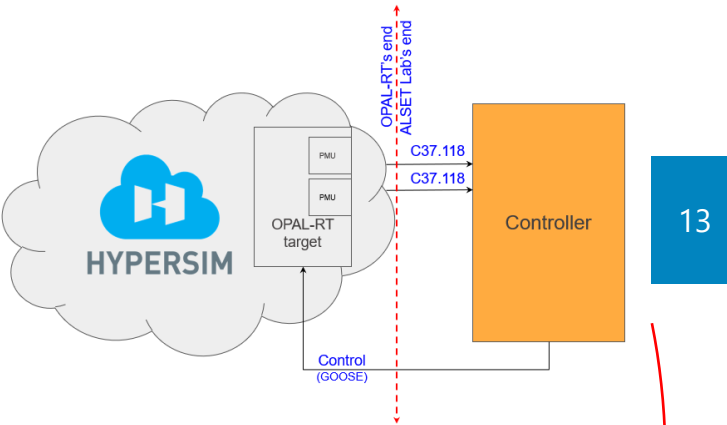 OPAL-RT's end
ALSET Lab's end
C37.118
C37.118
PMU
PMU
OPAL-RT
target
HYPERSIM
Controller
13
Control
(GOOSE)